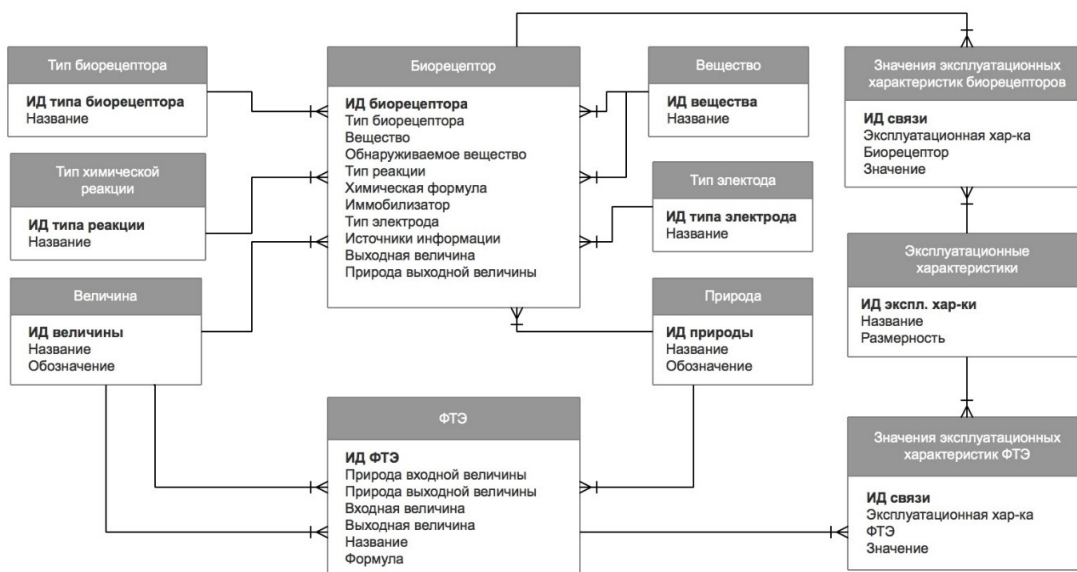 Тип биорецептора
ИД типа биорецептора
Название
Тип химической
реакции
ИД типа реакции
Название
Величина
ИД величины
Название
Обозначение
Биорецептор
ИД биорецептора
Тип биорецептора
Вещество
Обнаруживаемое вещество
Тип реакции
Химическая формула
Иммобилизатор
Тип электрода
Источники информации
Выходная величина
Природа выходной величины
Вещество
ИД вещества
Название
Тип электода
ИД типа электрода
Название
Природа
ИД природы
Название
Обозначение
ФТЭ
ИД ФТЭ
Природа входной величины
Природа выходной величины
Входная величина
Выходная величина
Название
Формула
Значения эксплуатационных
характеристик биорецепторов
ИД связи
Эксплуатационная хар-ка
Биорецептор
Значение
Эксплуатационные
характеристики
ИД экспл. хар-ки
Название
Размерность
Значения эксплуатационных
характеристик ФТЭ
ИД связи
Эксплуатационная хар-ка
ФТЭ
Значение